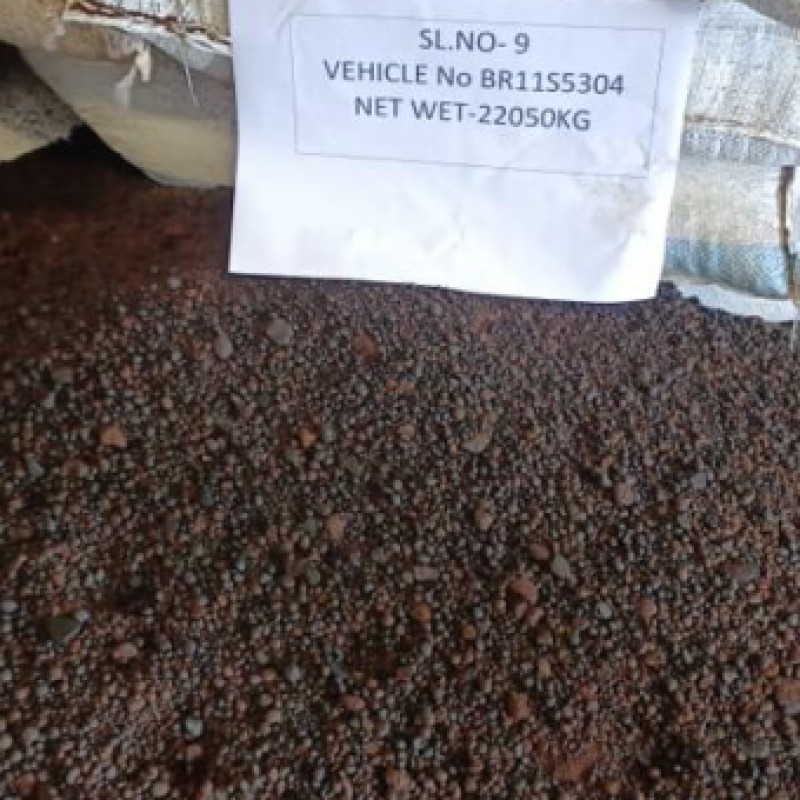 SL.NO- 9
VEHICLE No BR11S5304
NET WET-22050KG